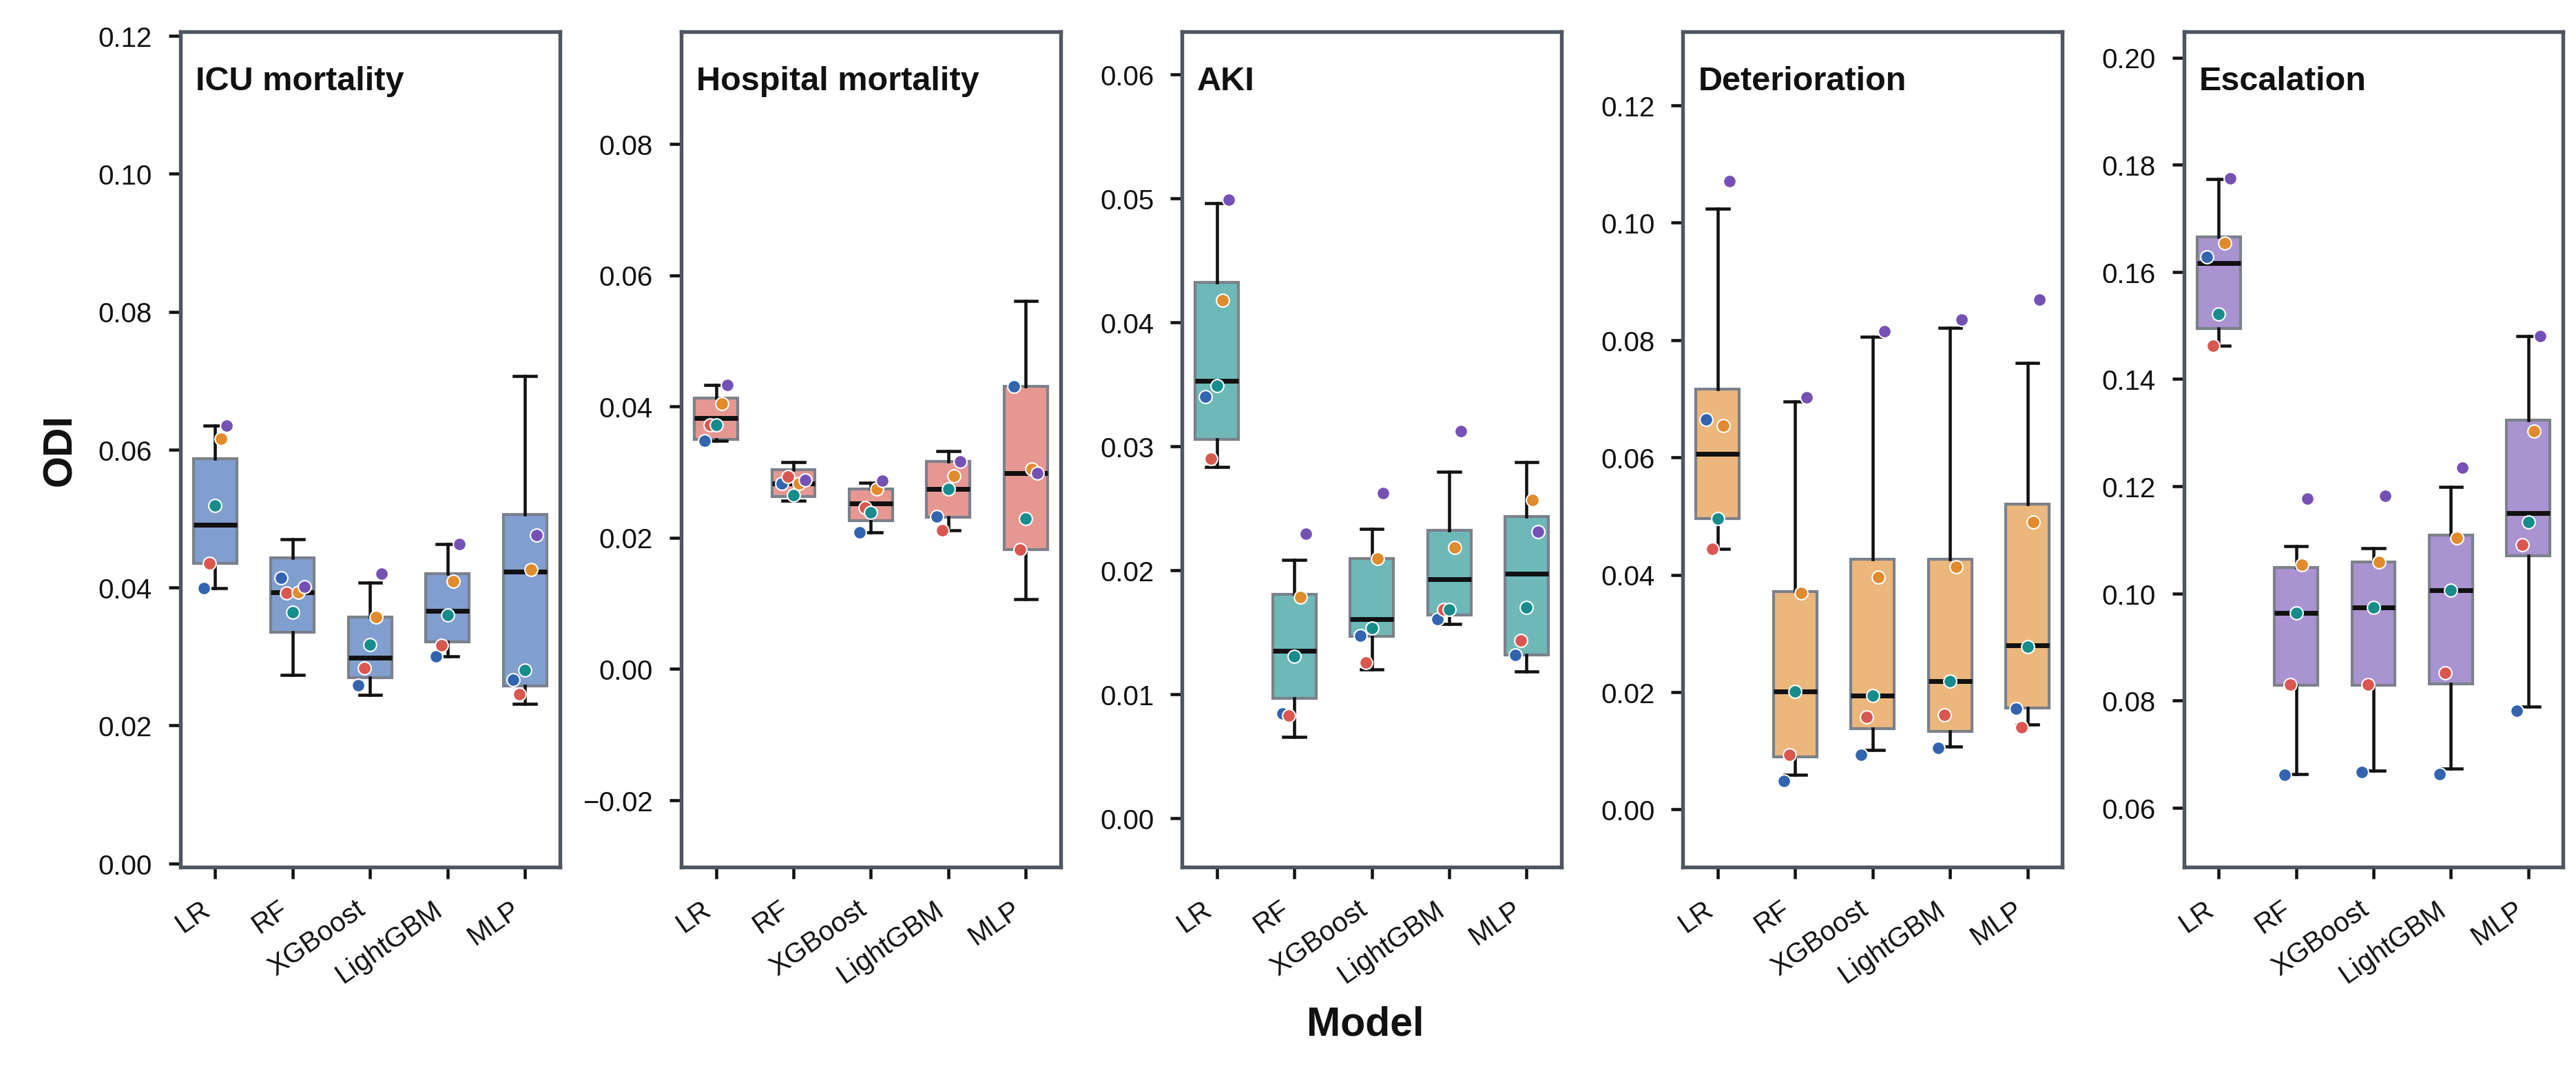 ICU mortality
0.12
0.10
0.08
0.06
0.04
0.02
0.00
ODI
LR
RF
XGBoost
LightGBM
MLP
Hospital mortality
0.08
0.06
0.04
0.02
0.00
−0.02
LR
RF
XGBoost
LightGBM
MLP
AKI
0.06
0.05
0.04
0.03
0.02
0.01
0.00
LR
RF
XGBoost
LightGBM
MLP
Deterioration
0.12
0.10
0.08
0.06
0.04
0.02
0.00
LR
RF
XGBoost
LightGBM
MLP
Escalation
0.20
0.18
0.16
0.14
0.12
0.10
0.08
0.06
LR
RF
XGBoost
LightGBM
MLP
Model